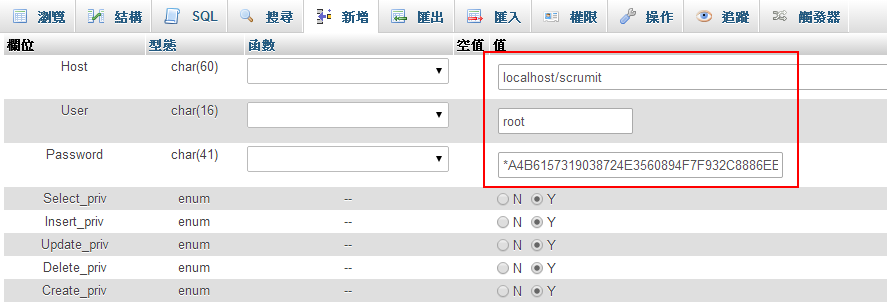 瀏覽 結構 SQL 搜尋 新增 匯出 匯入 權限 操作 追蹤 觸發器
欄位 型態 函數 空值 值
Host char(60) localhost/scrumit
User char(16) root
Password char(41) *A4B6157319038724E3560894F7F932C8886EE
Select_priv enum -- N Y
Insert_priv enum -- N Y
Update_priv enum -- N Y
Delete_priv enum -- N Y
Create_priv enum -- N Y